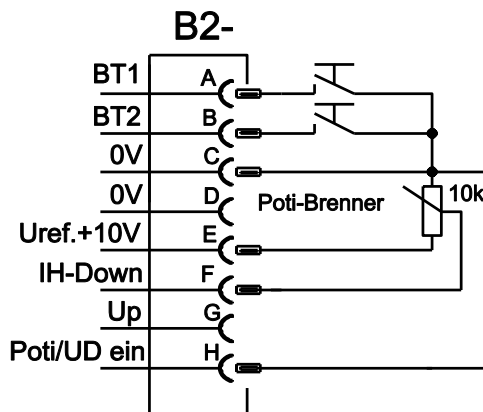 B2-
BT1 A
BT2 B
0V C
0V D Poti-Brenner 10k
Uref.+10V E
IH-Down F
Up G
Poti/UD ein H